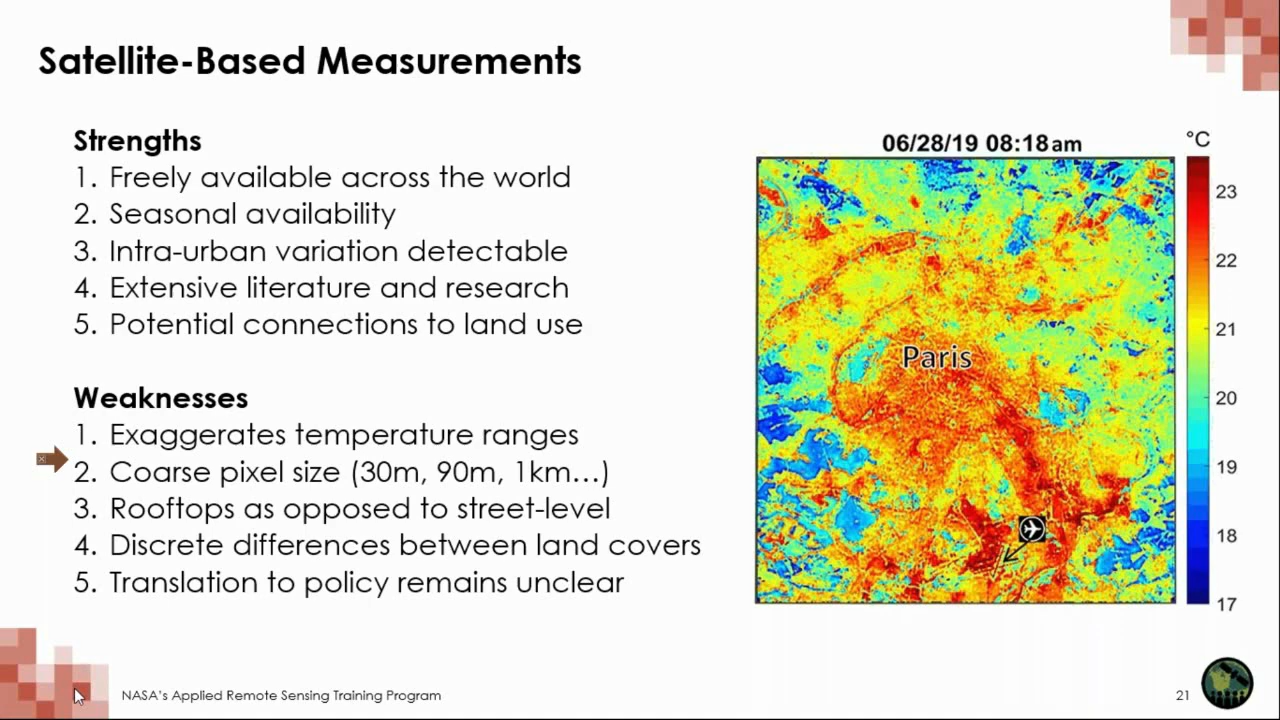 Satellite-Based Measurements
Strengths
1. Freely available across the world
2. Seasonal availability
3. Intra-urban variation detectable
4. Extensive literature and research
5. Potential connections to land use
Weaknesses
1. Exaggerates temperature ranges
2. Coarse pixel size (30m, 90m, 1km...)
3. Rooftops as opposed to street-level
4. Discrete differences between land covers
5. Translation to policy remains unclear
06/28/19 08:18am
°C
23
22
21
20
19
18
17
Paris
NASA's Applied Remote Sensing Training Program
21